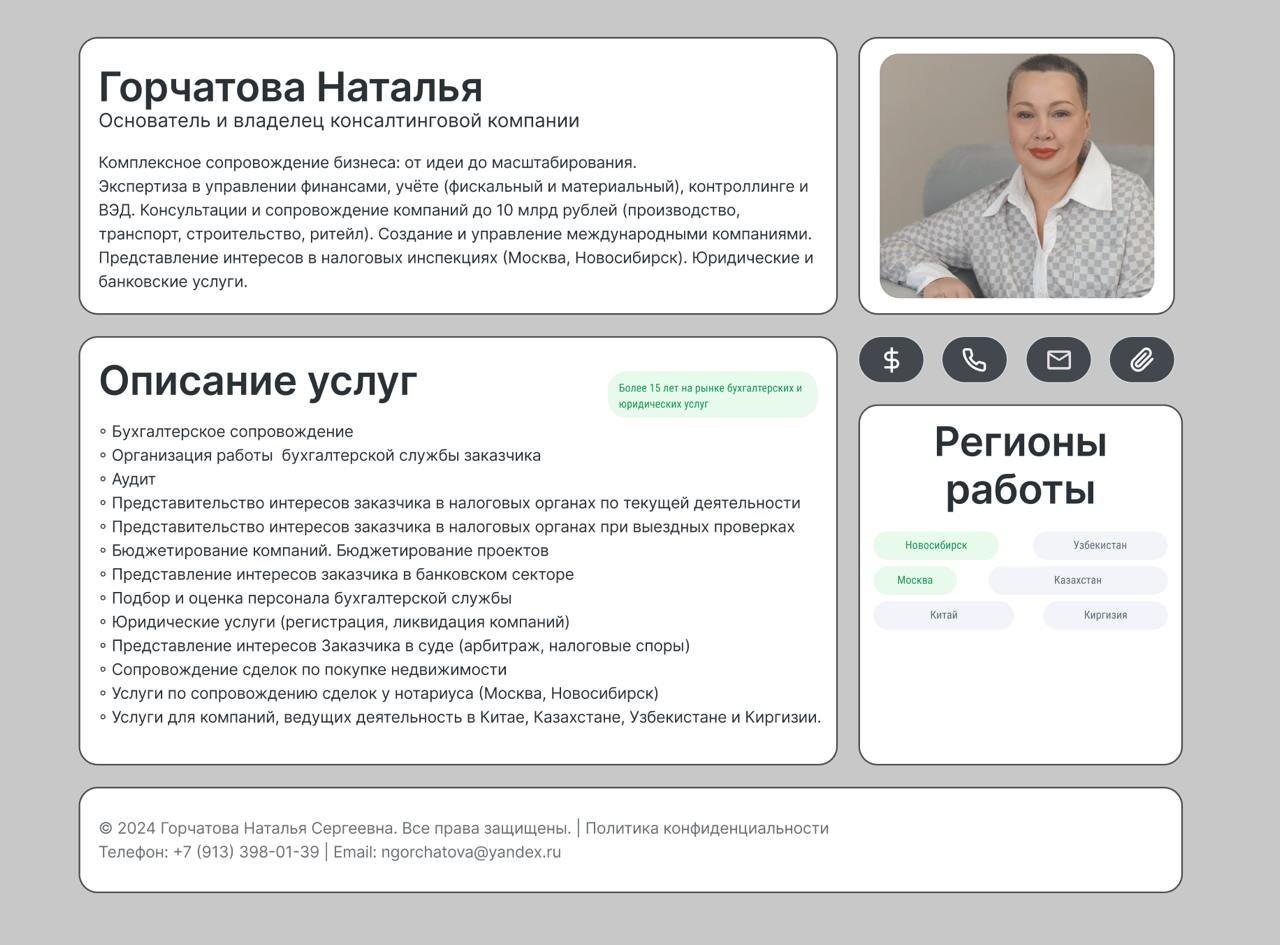 Горчатова Наталья
Основатель и владелец консалтинговой компании
Комплексное сопровождение бизнеса: от идеи до масштабирования.
Экспертиза в управлении финансами, учёте (фискальный и материальный), контроллинге и
ВЭД. Консультации и сопровождение компаний до 10 млрд рублей (производство,
транспорт, строительство, ритейл). Создание и управление международными компаниями.
Представление интересов в налоговых инспекциях (Москва, Новосибирск). Юридические и
банковские услуги.
Описание услуг
Более 15 лет на рынке бухгалтерских и
юридических услуг
∘ Бухгалтерское сопровождение
∘ Организация работы  бухгалтерской службы заказчика
∘ Аудит
∘ Представительство интересов заказчика в налоговых органах по текущей деятельности
∘ Представительство интересов заказчика в налоговых органах при выездных проверках
∘ Бюджетирование компаний. Бюджетирование проектов
∘ Представление интересов заказчика в банковском секторе
∘ Подбор и оценка персонала бухгалтерской службы
∘ Юридические услуги (регистрация, ликвидация компаний)
∘ Представление интересов Заказчика в суде (арбитраж, налоговые споры)
∘ Сопровождение сделок по покупке недвижимости
∘ Услуги по сопровождению сделок у нотариуса (Москва, Новосибирск)
∘ Услуги для компаний, ведущих деятельность в Китае, Казахстане, Узбекистане и Киргизии.
Регионы
работы
Новосибирск
Узбекистан
Москва
Казахстан
Китай
Киргизия
© 2024 Горчатова Наталья Сергеевна. Все права защищены. | Политика конфиденциальности
Телефон: +7 (913) 398-01-39 | Email: ngorchatova@yandex.ru